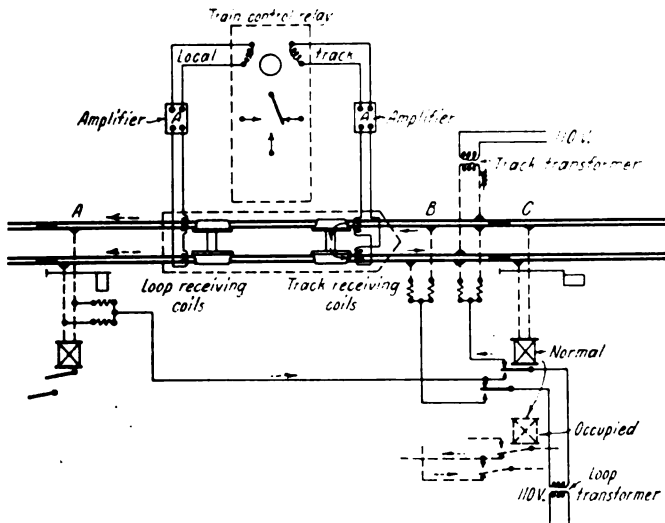 Train control relay
Local
track
Amplifier
A
A
Amplifier
110 V.
Track transformer
A
B
C
Loop receiving
coils
Track receiving
coils
Normal
Occupied
110 V.
Loop
transformer